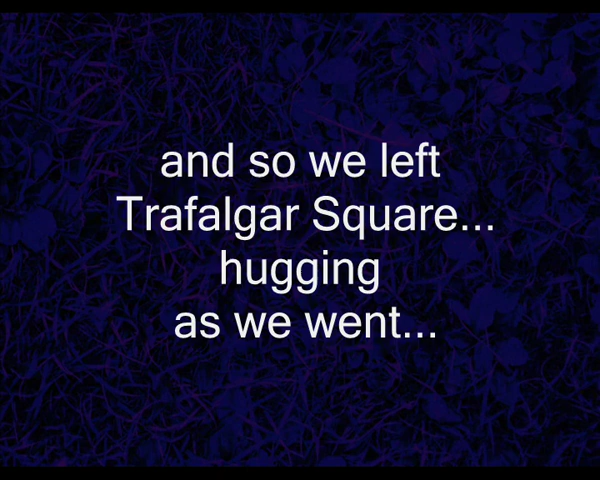 and so we left
Trafalgar Square...
hugging
as we went...